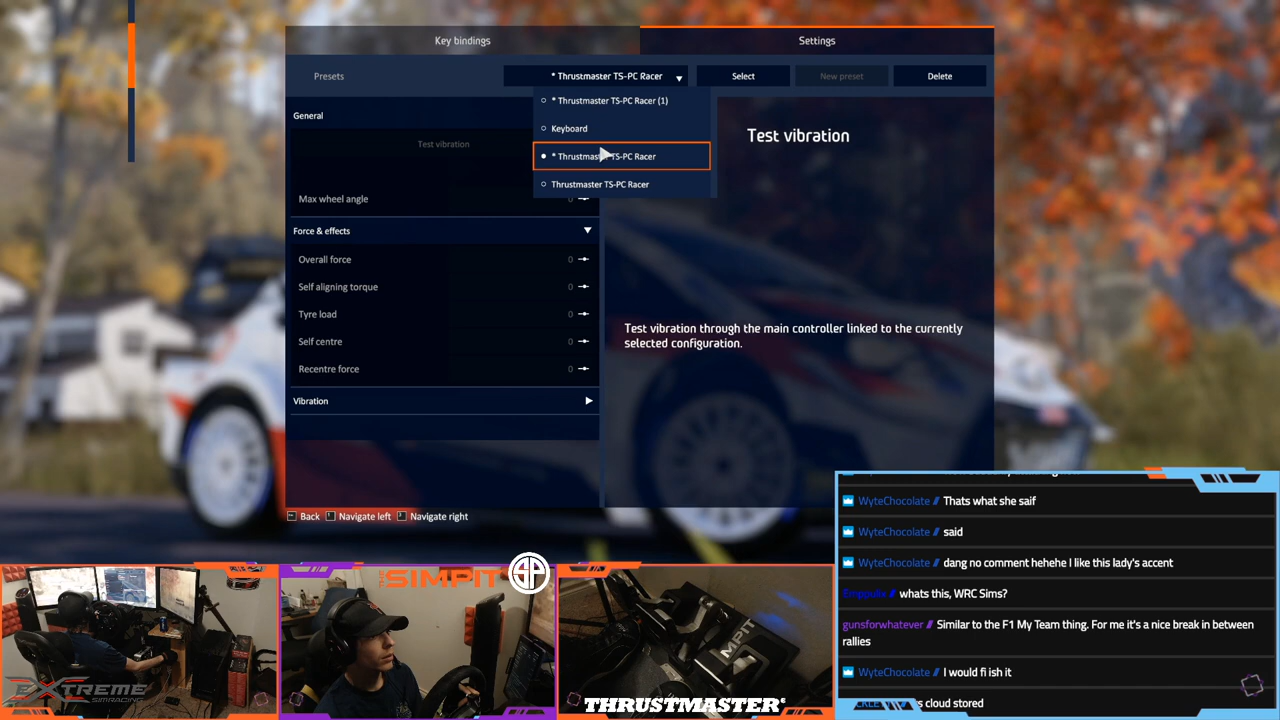 Key bindings
Settings
Presets
* Thrustmaster TS-PC Racer
Select
New preset
Delete
* Thrustmaster TS-PC Racer (1)
Keyboard
TS-PC Racer
Thrustmaster TS-PC Racer
General
Test vibration
Max wheel angle
0
Force & effects
Overall force
0
Self aligning torque
0
Tyre load
0
Self centre
0
Recentre force
0
Vibration
Test vibration
Test vibration through the main controller linked to the currently
selected configuration.
Back
Navigate left
Navigate right
WyteChocolate // Thats what she saif
WyteChocolate // said
WyteChocolate // dang no comment hehehe I like this lady's accent
// whats this, WRC Sims?
gunsforwhatever // Similar to the F1 My Team thing. For me it's a nice break in between
rallies
WyteChocolate // I would fi ish it
s cloud stored
EXTREME
SIMRACING
THE SIMPIT
SIMPIT
THRUSTMASTER